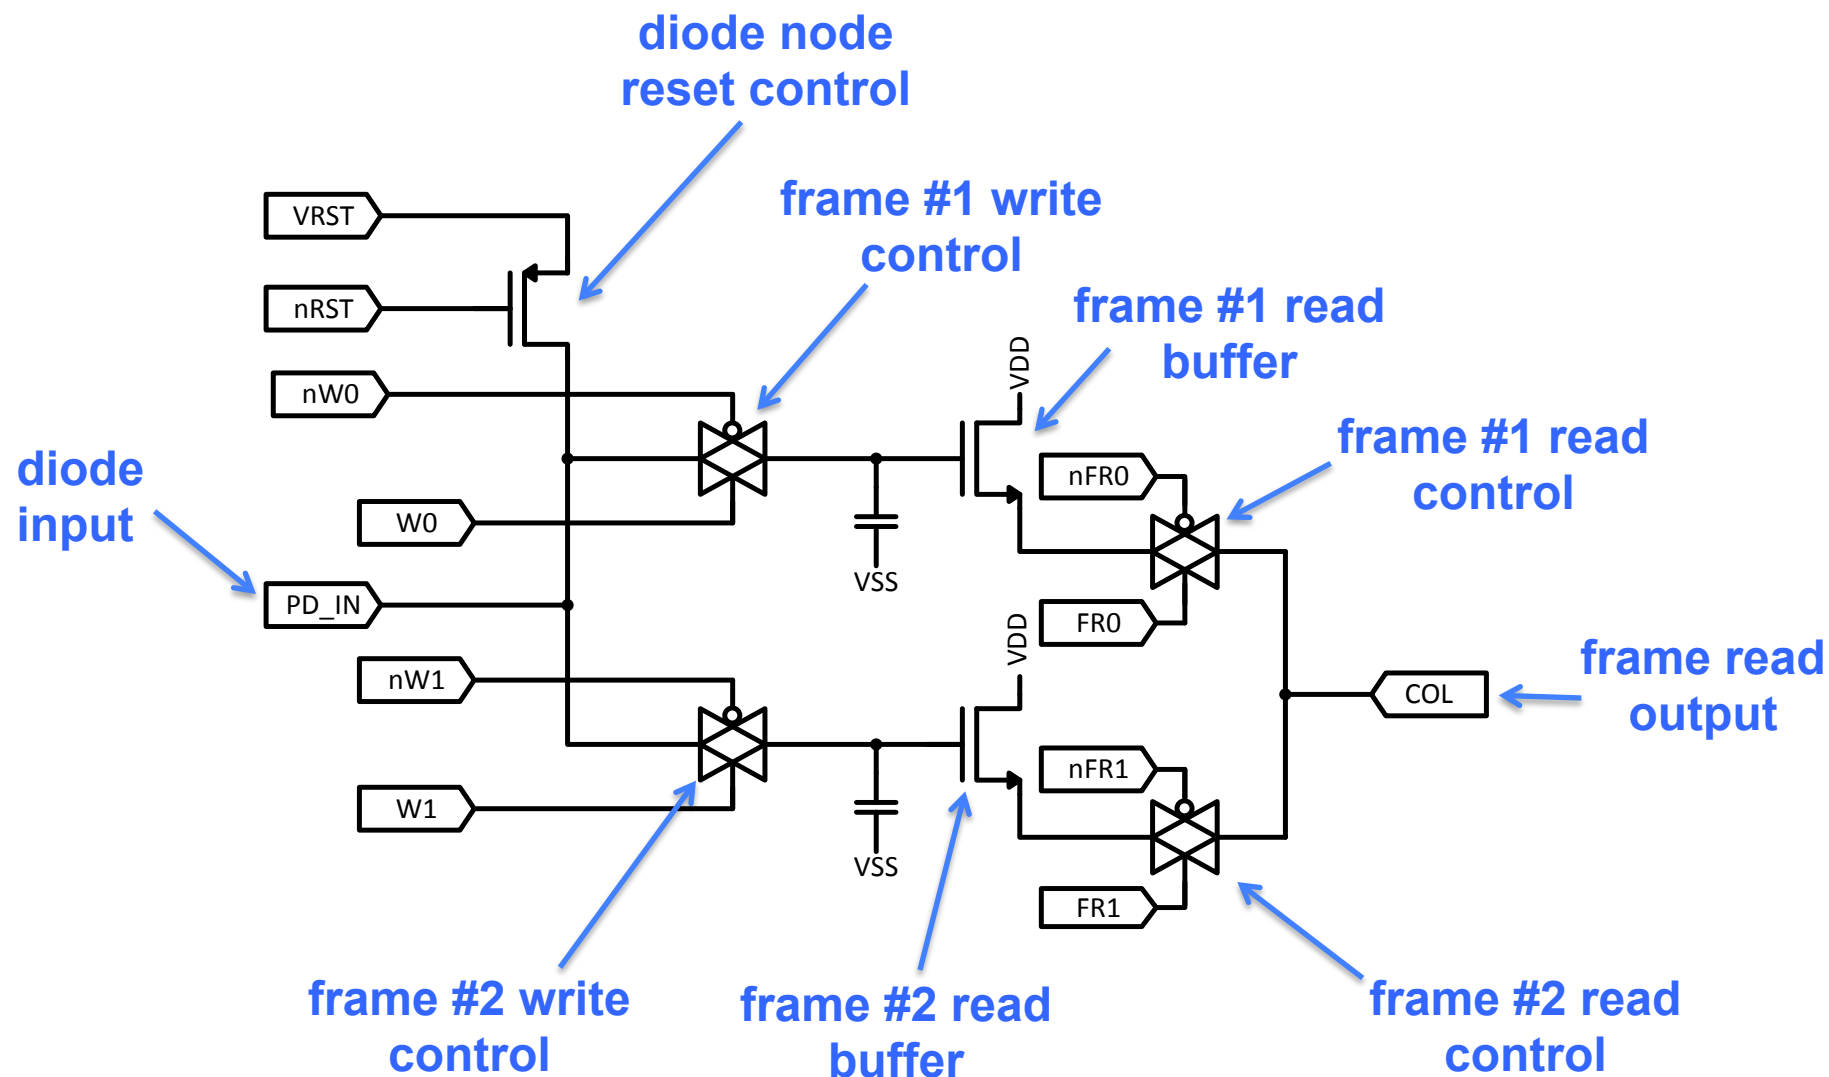 diode node
reset control
frame #1 write
control
VRST
nRST
frame #1 read
buffer
VDD
nW0
frame #1 read
control
diode
input
nFR0
W0
VSS
PD_IN
FR0
VDD
nW1
frame read
output
COL
nFR1
W1
VSS
FR1
frame #2 write
control
frame #2 read
buffer
frame #2 read
control